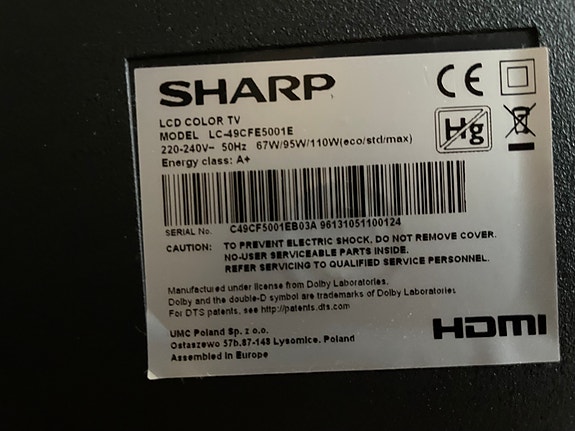 SHARP
LCD COLOR TV
MODEL LC-49CFE5001E
220-240V~ 50Hz 67W/95W/110W(eco/std/max)
Energy class: A+
CE
Hg
SERIAL No. C49CF5001EB03A 96131051100124
CAUTION: TO PREVENT ELECTRIC SHOCK, DO NOT REMOVE COVER.
NO-USER SERVICEABLE PARTS INSIDE.
REFER SERVICING TO QUALIFIED SERVICE PERSONNEL.
Manufactured under license from Dolby Laboratories.
Dolby and the double-D symbol are trademarks of Dolby Laboratories
For DTS patents, see http://patents.dts.com
UMC Poland Sp. z o.o.
Ostaszewo 57b,87-148 Lysomice, Poland
Assembled in Europe
HDMI